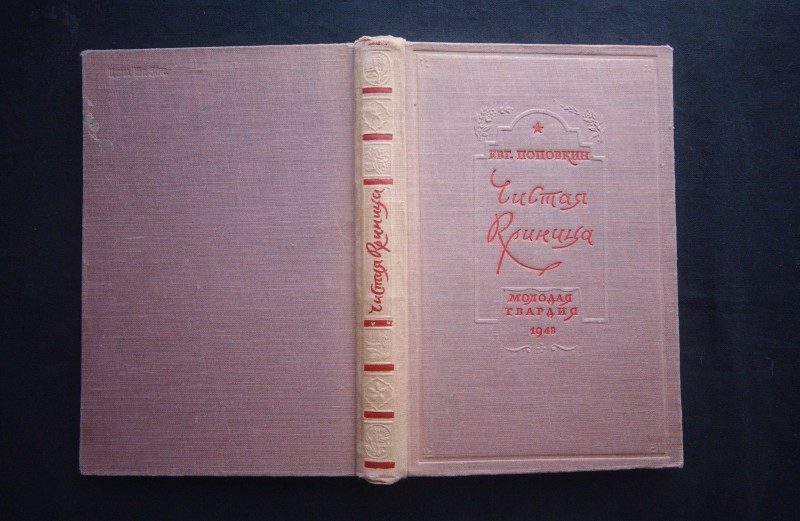 ЕВГ. ПОПОВКИН
Чистая
Криница
МОЛОДАЯ
ГВАРДИЯ
1948
Чистая Криница